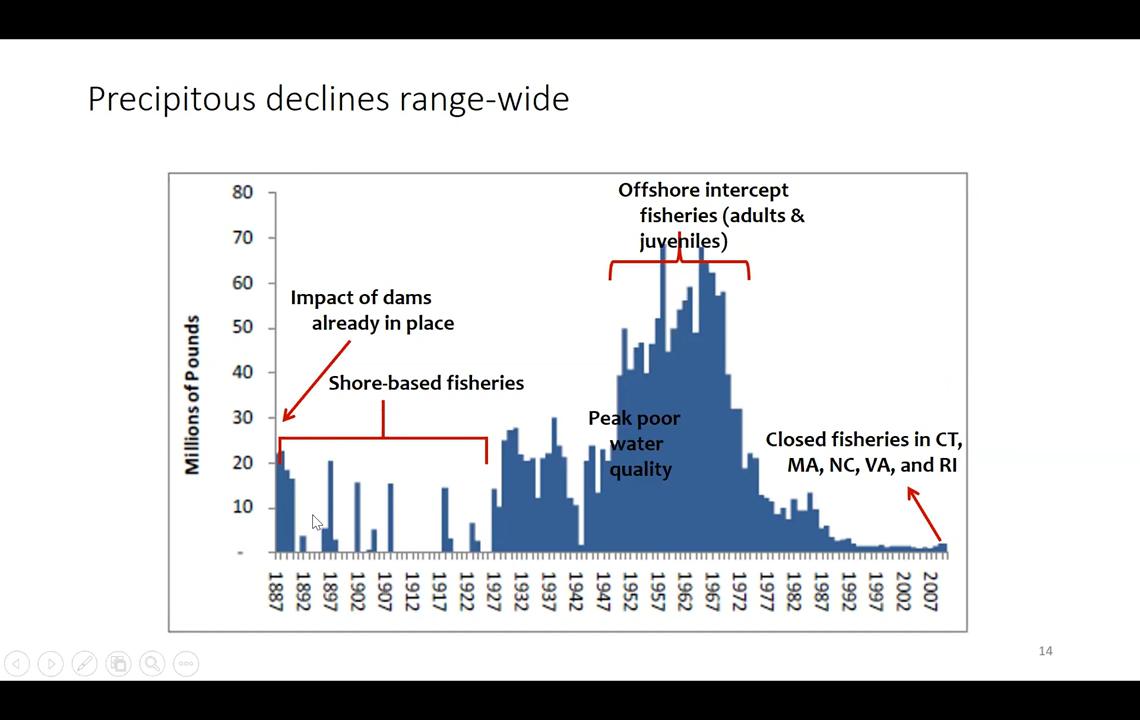 Precipitous declines range-wide
Offshore intercept
fisheries (adults &
juveniles)
Impact of dams
already in place
Shore-based fisheries
Peak poor
water
quality
Closed fisheries in CT,
MA, NC, VA, and RI
Millions of Pounds
80
70
60
50
40
30
20
10
-
1887 1892 1897 1902 1907 1912 1917 1922 1927 1932 1937 1942 1947 1952 1957 1962 1967 1972 1977 1982 1987 1992 1997 2002 2007
14